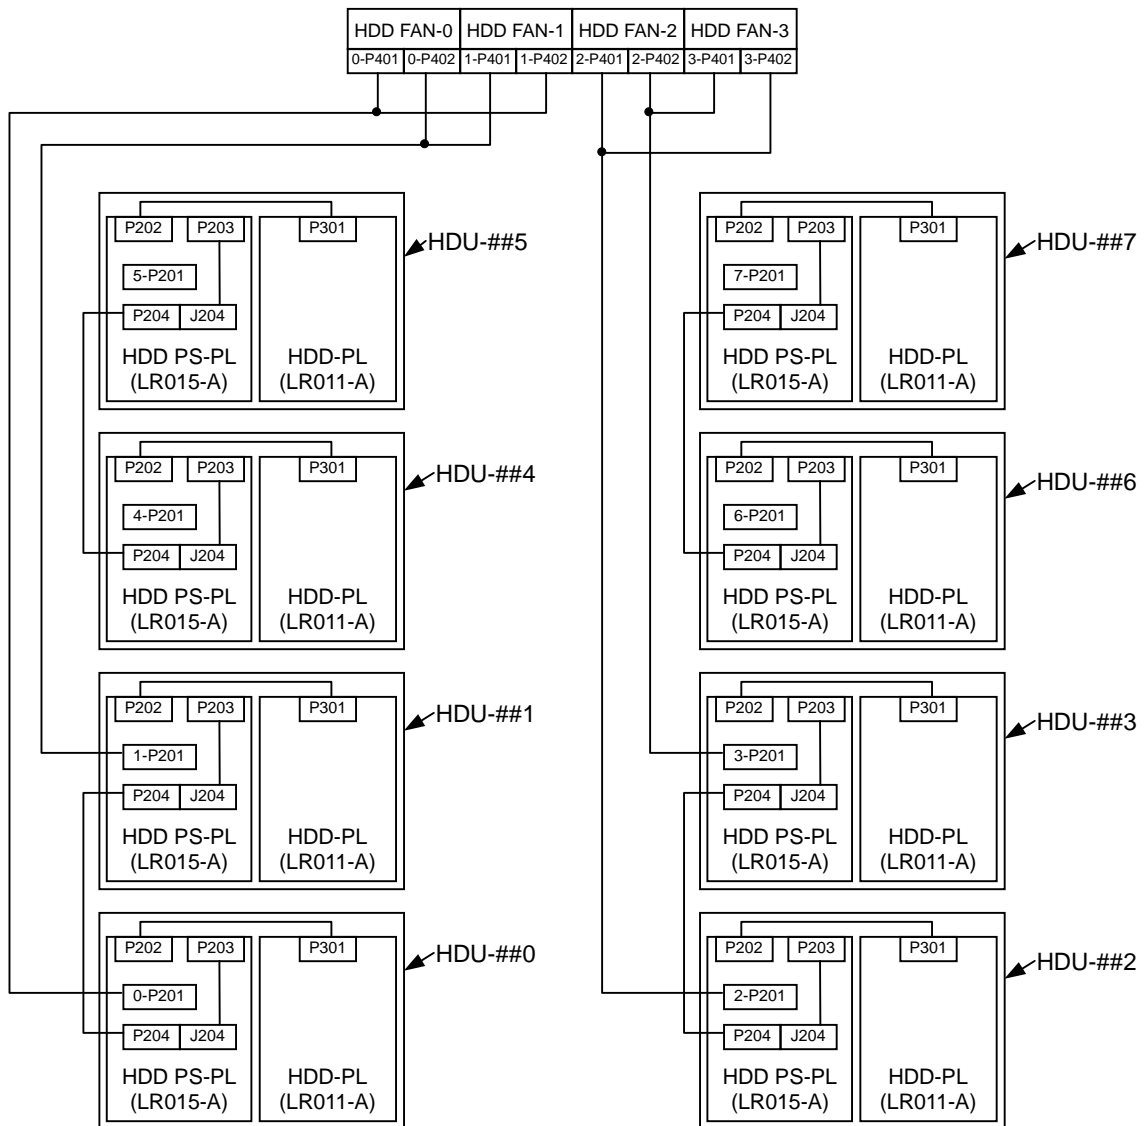 HDD FAN-0 HDD FAN-1 HDD FAN-2 HDD FAN-3
0-P401 0-P402 1-P401 1-P402 2-P401 2-P402 3-P401 3-P402
P202 P203 P301
HDU-##5
5-P201
P204 J204
HDD PS-PL HDD-PL
(LR015-A) (LR011-A)
P202 P203 P301
HDU-##7
7-P201
P204 J204
HDD PS-PL HDD-PL
(LR015-A) (LR011-A)
P202 P203 P301
HDU-##4
4-P201
P204 J204
HDD PS-PL HDD-PL
(LR015-A) (LR011-A)
P202 P203 P301
HDU-##6
6-P201
P204 J204
HDD PS-PL HDD-PL
(LR015-A) (LR011-A)
P202 P203 P301
HDU-##1
1-P201
P204 J204
HDD PS-PL HDD-PL
(LR015-A) (LR011-A)
P202 P203 P301
HDU-##3
3-P201
P204 J204
HDD PS-PL HDD-PL
(LR015-A) (LR011-A)
P202 P203 P301
HDU-##0
0-P201
P204 J204
HDD PS-PL HDD-PL
(LR015-A) (LR011-A)
P202 P203 P301
HDU-##2
2-P201
P204 J204
HDD PS-PL HDD-PL
(LR015-A) (LR011-A)